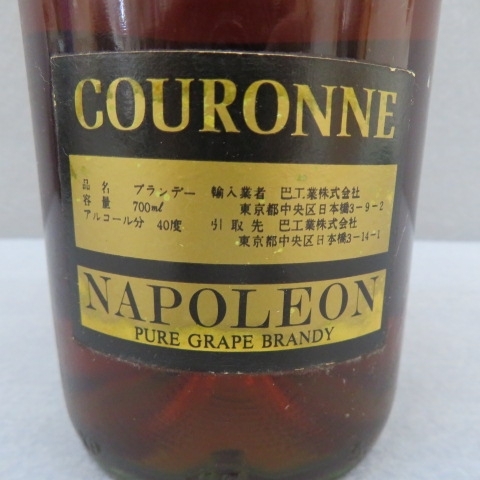 COURONNE
品名 ブランデー 輸入業者 巴工業株式会社
容量 700ml 東京都中央区日本橋3-9-2
アルコール分 40度 引取先 巴工業株式会社
東京都中央区日本橋3-14-1
NAPOLEON
PURE GRAPE BRANDY